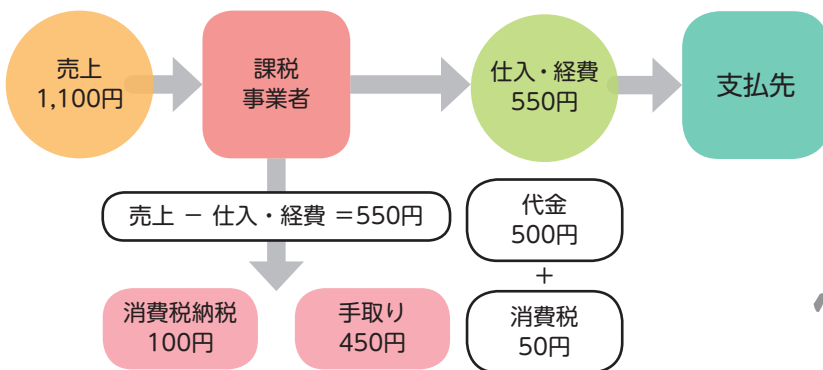 売上
1,100円
課税
事業者
仕入・経費
550円
支払先
売上 － 仕入・経費 ＝550円
代金
500円
+
消費税
50円
消費税納税
100円
手取り
450円